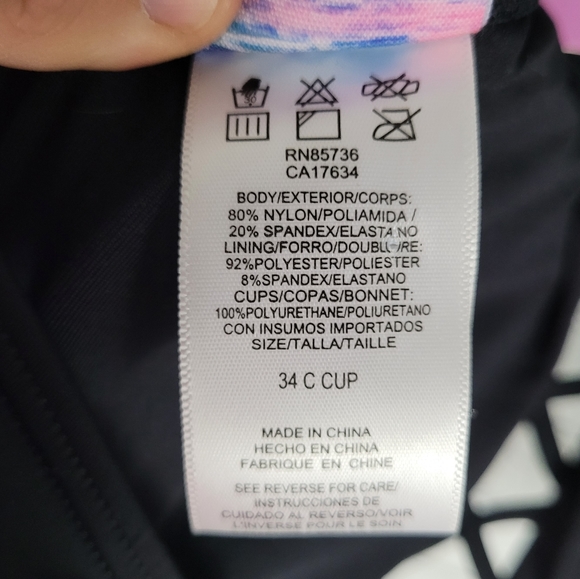 RN85736
CA17634
BODY/EXTERIOR/CORPS:
80% NYLON/POLIAMIDA /
20% SPANDEX/ELASTANO
LINING/FORRO/DOUBLURE:
92%POLYESTER/POLIESTER
8%SPANDEX/ELASTANO
CUPS/COPAS/BONNET:
100%POLYURETHANE/POLIURETANO
CON INSUMOS IMPORTADOS
SIZE/TALLA/TAILLE
34 C CUP
MADE IN CHINA
HECHO EN CHINA
FABRIQUE EN CHINE
SEE REVERSE FOR CARE/
INSTRUCCIONES DE
CUIDADO AL REVERSO/VOIR
L'INVERSE POUR LE SOIN